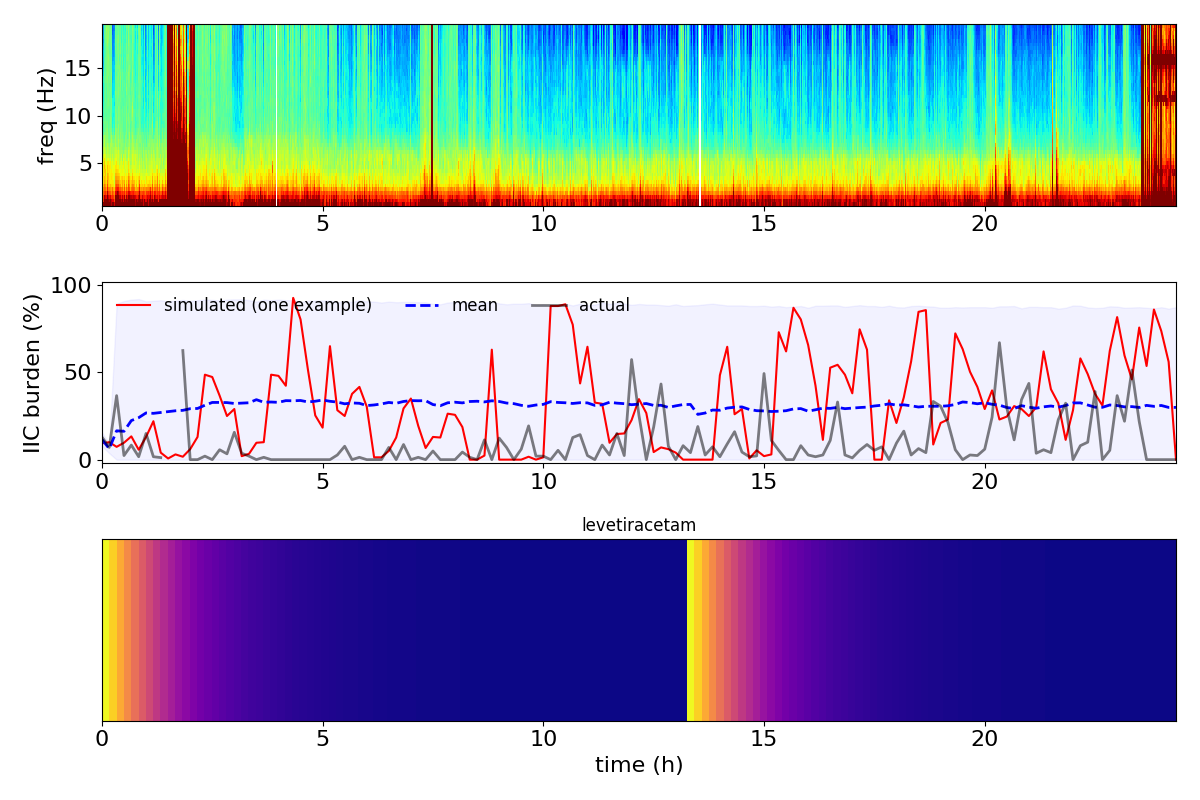 freq (Hz)
15
10
5
0 5 10 15 20
IIC burden (%)
100
50
0
simulated (one example) mean actual
0 5 10 15 20
levetiracetam
0 5 10 15 20
time (h)